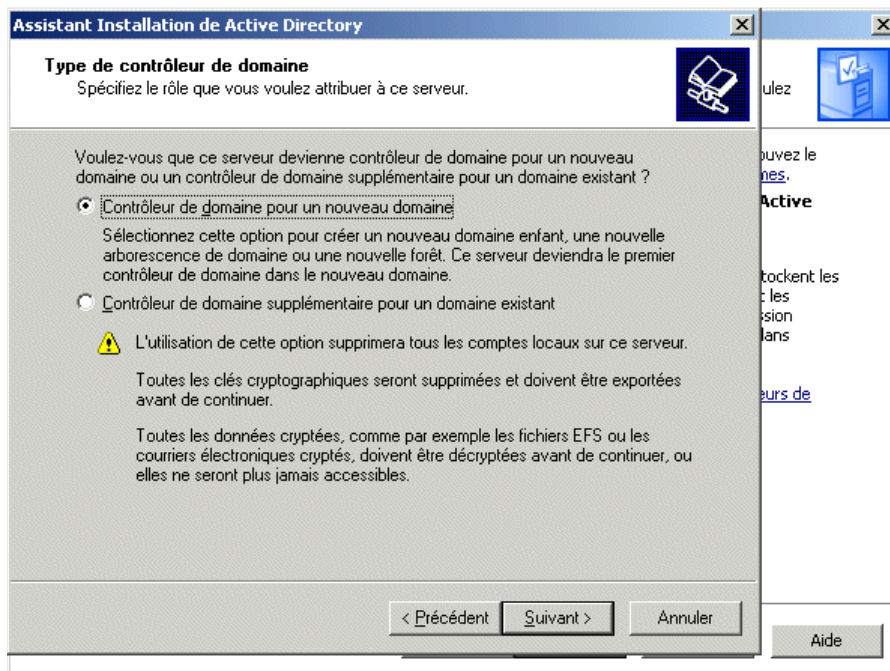 Assistant Installation de Active Directory
Type de contrôleur de domaine
Spécifiez le rôle que vous voulez attribuer à ce serveur.
Voulez-vous que ce serveur devienne contrôleur de domaine pour un nouveau
domaine ou un contrôleur de domaine supplémentaire pour un domaine existant ?
Contrôleur de domaine pour un nouveau domaine
Sélectionnez cette option pour créer un nouveau domaine enfant, une nouvelle
arborescence de domaine ou une nouvelle forêt. Ce serveur deviendra le premier
contrôleur de domaine dans le nouveau domaine.
Contrôleur de domaine supplémentaire pour un domaine existant
L'utilisation de cette option supprimera tous les comptes locaux sur ce serveur.
Toutes les clés cryptographiques seront supprimées et doivent être exportées
avant de continuer.
Toutes les données cryptées, comme par exemple les fichiers EFS ou les
courriers électroniques cryptés, doivent être décryptées avant de continuer, ou
elles ne seront plus jamais accessibles.
< Précédent
Suivant >
Annuler
ulez
ouvez le
Active
tockent les
les
eurs de
Aide